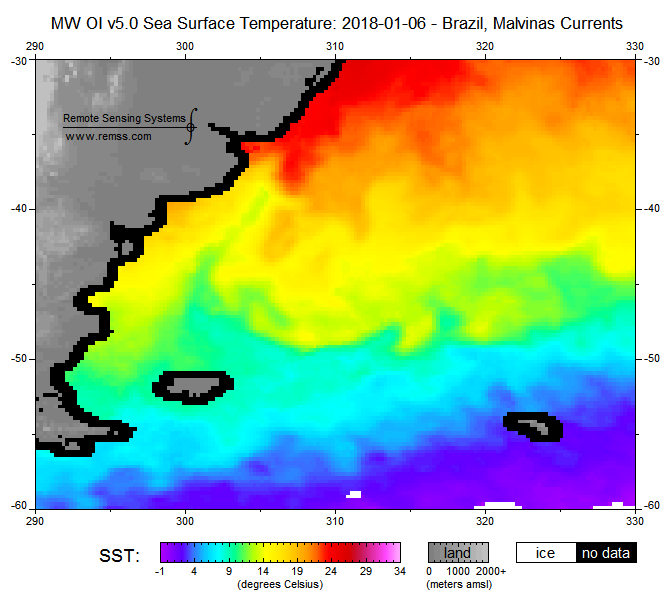 MW OI v5.0 Sea Surface Temperature: 2018-01-06 - Brazil, Malvinas Currents
290 300 310 320 330
-30 -30
Remote Sensing Systems
www.remss.com
-40 -40
-50 -50
-60 -60
290 300 310 320 330
SST: land ice no data
-1 4 9 14 19 24 29 34 0 1000 2000+
(degrees Celsius) (meters amsl)